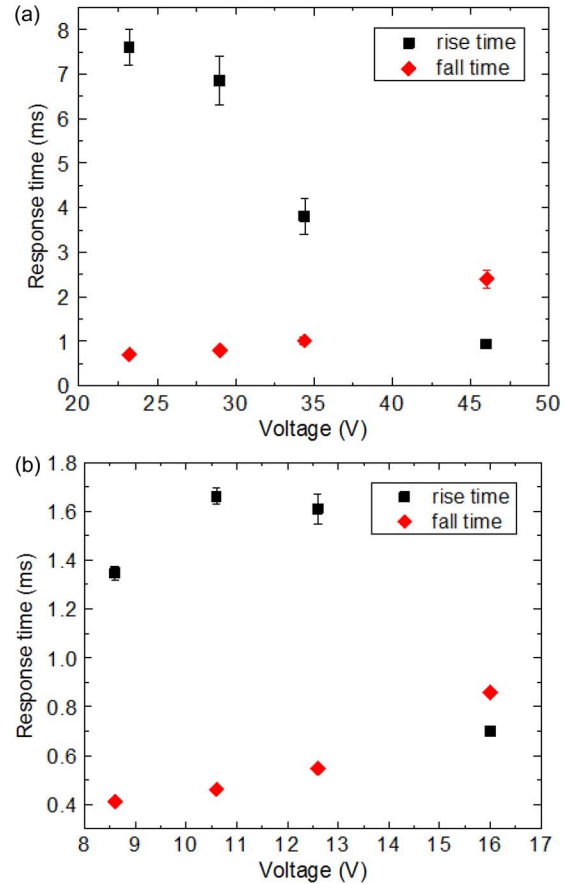 (a)
8
7
6
5
4
3
2
1
0
Response time (ms)
rise time
fall time
20 25 30 35 40 45 50
Voltage (V)
(b)
1.8
1.6
1.4
1.2
1.0
0.8
0.6
0.4
Response time (ms)
rise time
fall time
8 9 10 11 12 13 14 15 16 17
Voltage (V)